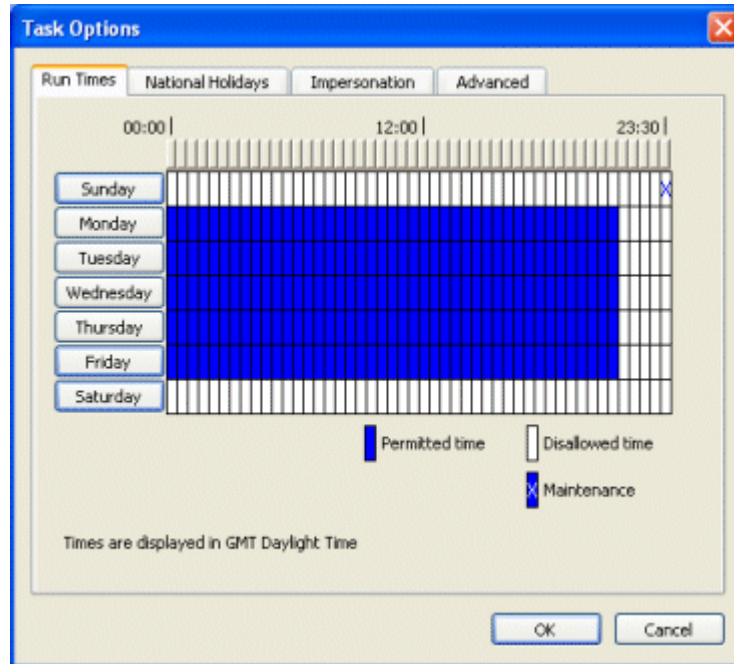 Task Options
Run Times National Holidays Impersonation Advanced
00:00 12:00 23:30
Sunday X
Monday
Tuesday
Wednesday
Thursday
Friday
Saturday
Permitted time Disallowed time
X Maintenance
Times are displayed in GMT Daylight Time
OK Cancel